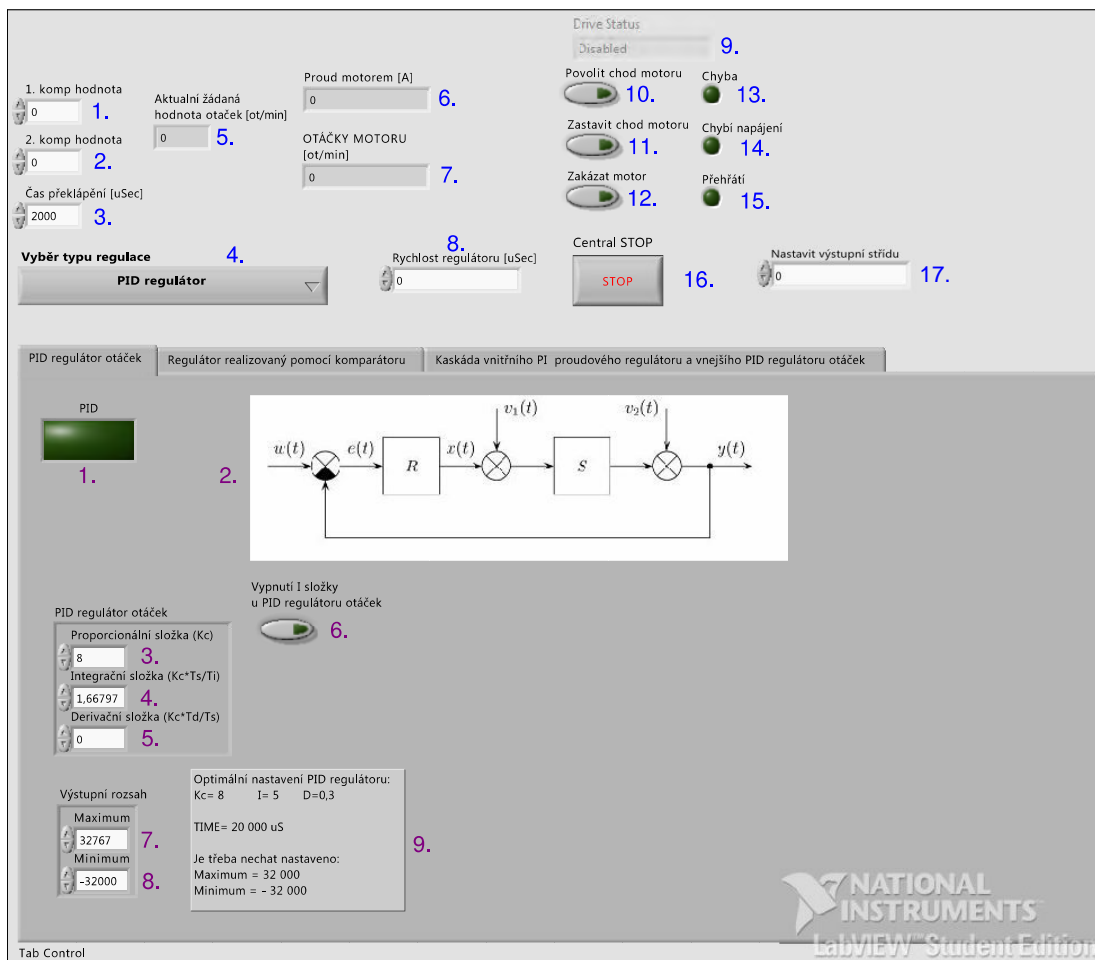 Drive Status
Disabled
9.
1. komp hodnota
0
1.
2. komp hodnota
0
2.
Čas překlápění [uSec]
2000
3.
Aktualní žádaná
hodnota otaček [ot/min]
0
5.
Proud motorem [A]
0
6.
OTÁČKY MOTORU
[ot/min]
0
7.
Povolit chod motoru
10.
Zastavit chod motoru
11.
Zakázat motor
12.
Chyba
13.
Chybí napájení
14.
Přehřátí
15.
Vyběr typu regulace
4.
PID regulátor
8.
Rychlost regulátoru [uSec]
0
Central STOP
STOP
16.
Nastavit výstupní střídu
0
17.
PID regulátor otáček
Regulátor realizovaný pomocí komparátoru
Kaskáda vnitřního PI proudového regulátoru a vnejšího PID regulátoru otáček
PID
1.
2.
w(t)
e(t)
R
x(t)
v₁(t)
S
v₂(t)
y(t)
Vypnutí I složky
u PID regulátoru otáček
6.
PID regulátor otáček
Proporcionální složka (Kc)
8
3.
Integrační složka (Kc*Ts/Ti)
1,66797
4.
Derivační složka (Kc*Td/Ts)
0
5.
Výstupní rozsah
Maximum
32767
7.
Minimum
-32000
8.
Optimální nastavení PID regulátoru:
Kc= 8 I= 5 D=0,3
TIME= 20 000 uS
Je třeba nechat nastaveno:
Maximum = 32 000
Minimum = - 32 000
9.
NATIONAL
INSTRUMENTS
LabVIEW™ Student Edition
Tab Control